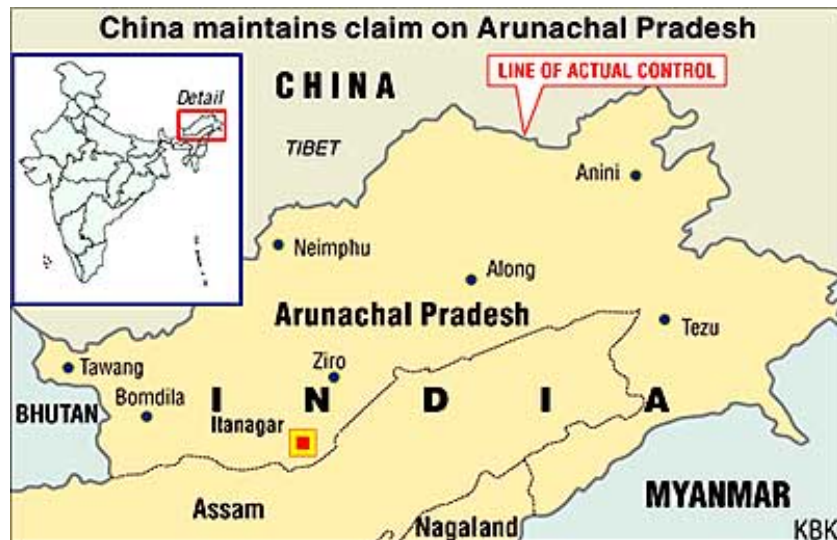 China maintains claim on Arunachal Pradesh
Detail
CHINA
LINE OF ACTUAL CONTROL
TIBET
Anini
Neimphu
Along
Arunachal Pradesh
Tezu
Tawang
Ziro
BHUTAN
Bomdila
INDIA
Itanagar
Assam
Nagaland
MYANMAR
KBK